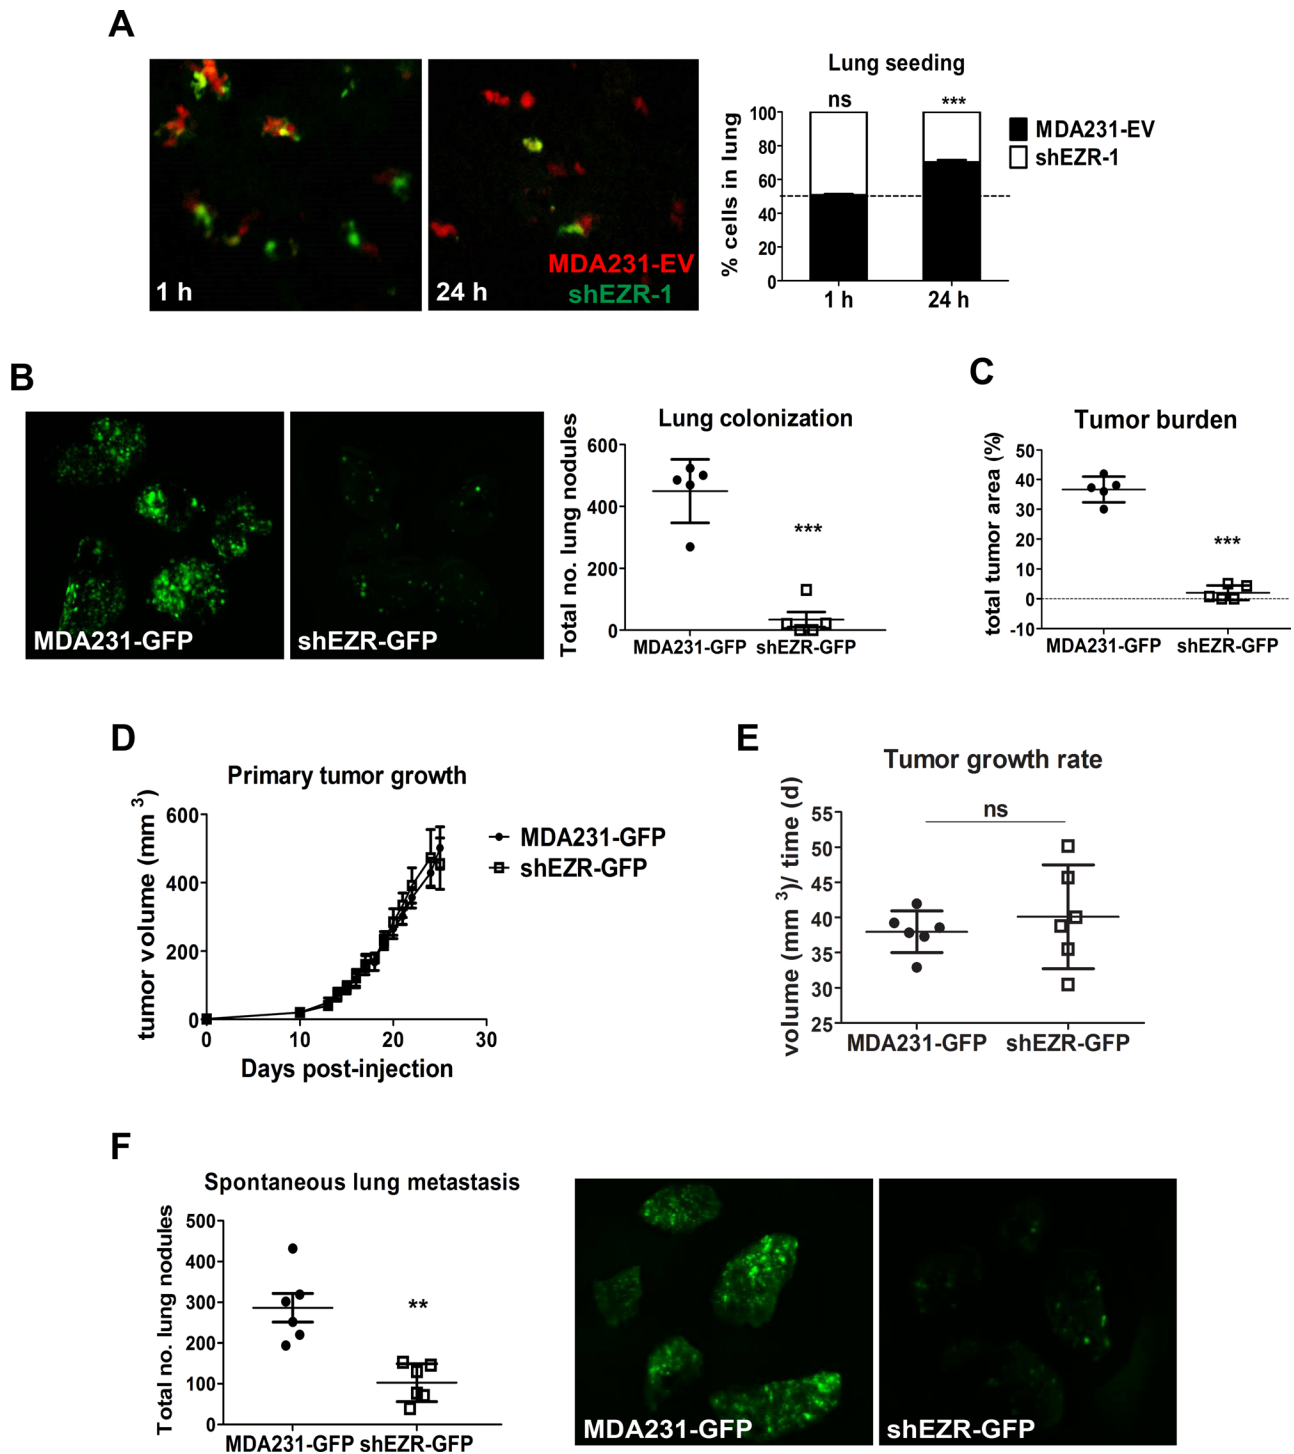 A
1 h
24 h
MDA231-EV
shEZR-1
Lung seeding
ns
***
% cells in lung
100
80
60
40
20
0
1 h
24 h
MDA231-EV
shEZR-1
B
MDA231-GFP
shEZR-GFP
Lung colonization
Total no. lung nodules
600
400
200
0
***
MDA231-GFP
shEZR-GFP
C
Tumor burden
total tumor area (%)
50
40
30
20
10
0
-10
***
MDA231-GFP
shEZR-GFP
D
Primary tumor growth
tumor volume (mm 3)
600
400
200
0
0
10
20
30
Days post-injection
MDA231-GFP
shEZR-GFP
E
Tumor growth rate
volume (mm 3)/ time (d)
55
50
45
40
35
30
25
ns
MDA231-GFP
shEZR-GFP
F
Spontaneous lung metastasis
Total no. lung nodules
500
400
300
200
100
0
**
MDA231-GFP
shEZR-GFP
MDA231-GFP
shEZR-GFP